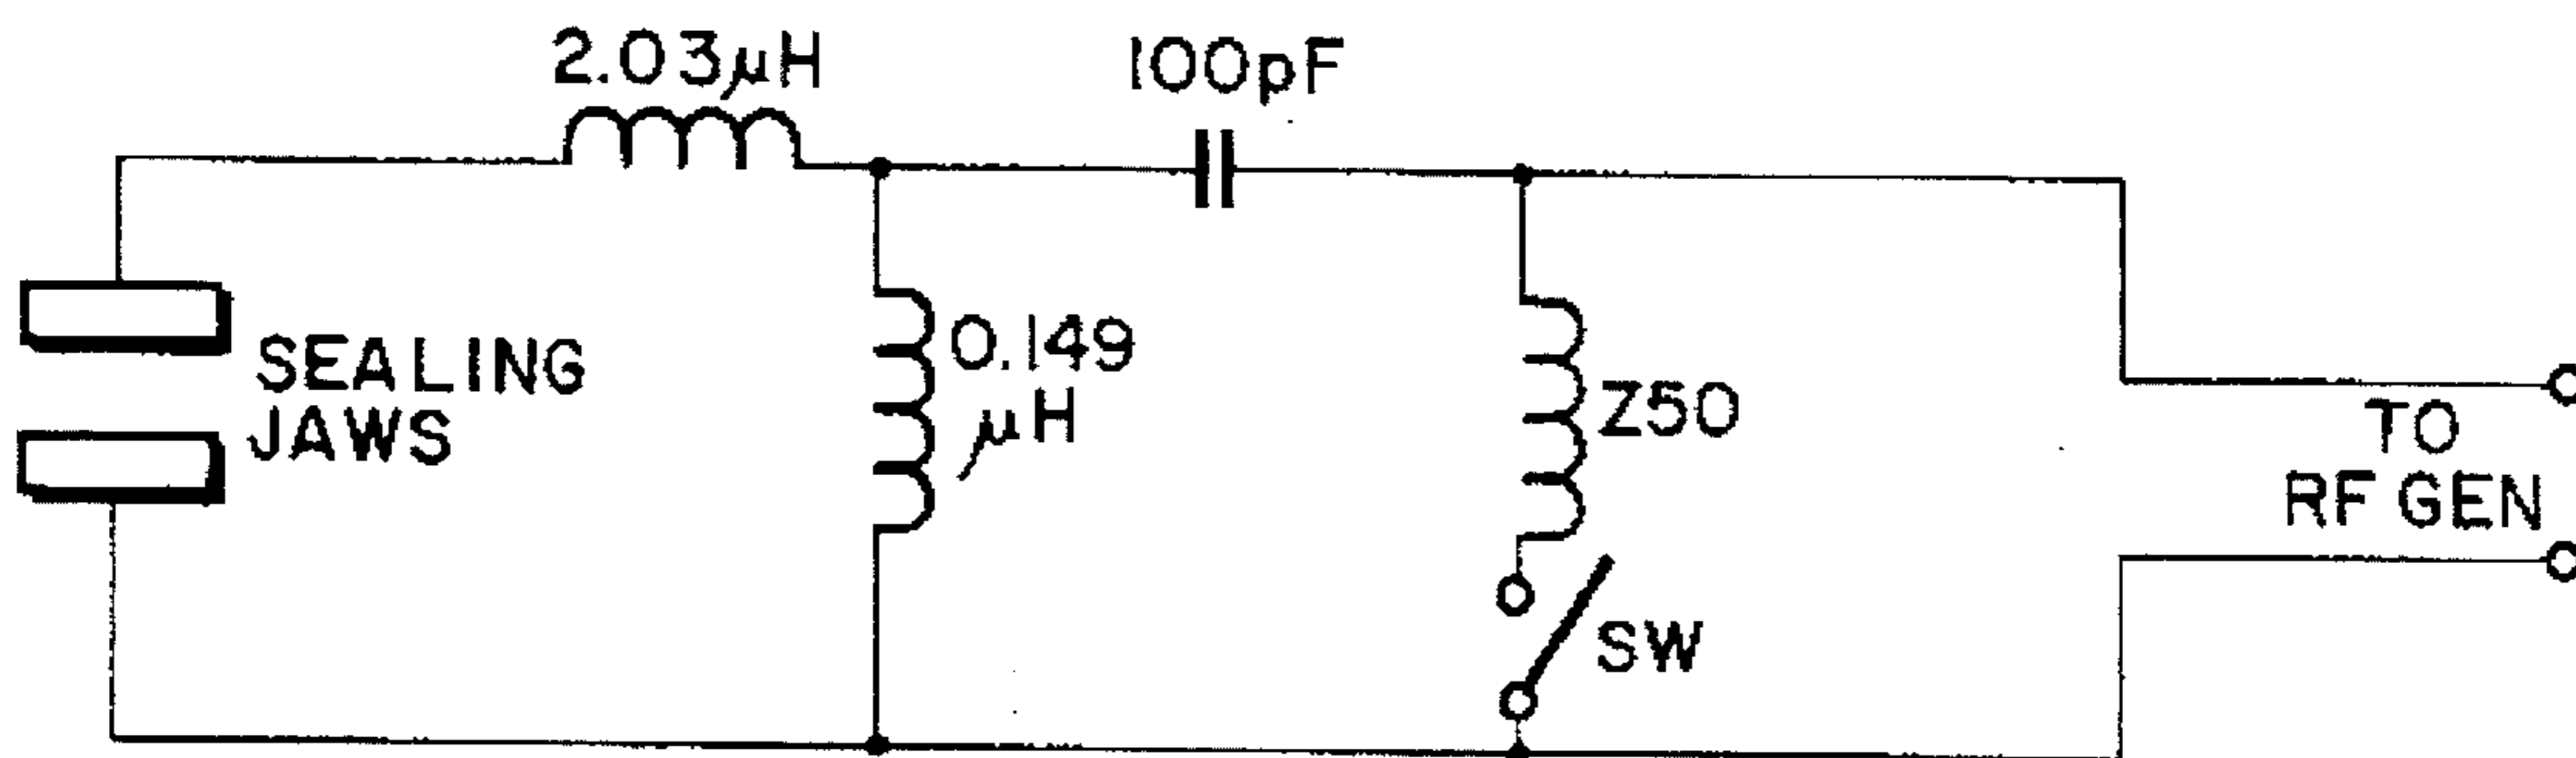 2.03μH
100pF
SEALING
JAWS
0.149
μH
Z50
SW
TO
RF GEN